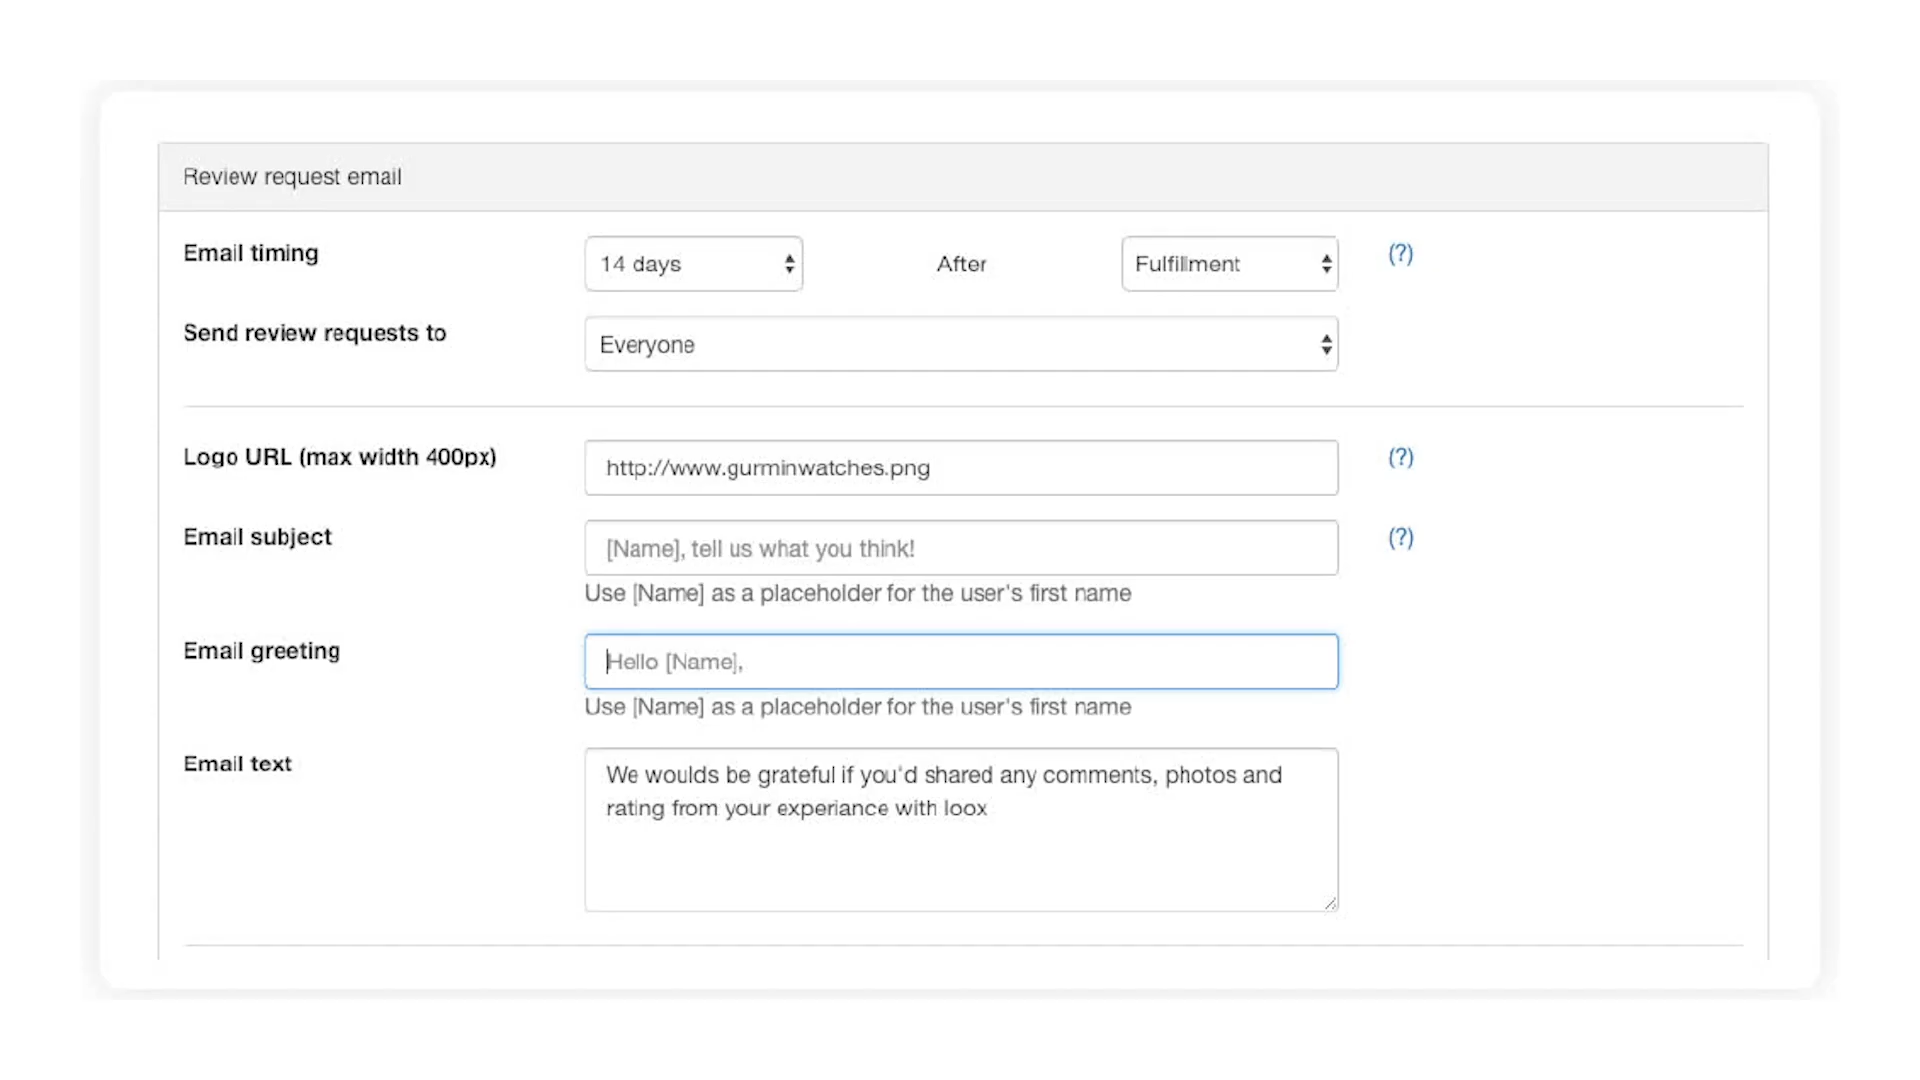 Review request email
Email timing
14 days
After
Fulfillment
(?)
Send review requests to
Everyone
Logo URL (max width 400px)
http://www.gurminwatches.png
(?)
Email subject
[Name], tell us what you think!
(?)
Use [Name] as a placeholder for the user's first name
Email greeting
Hello [Name],
Use [Name] as a placeholder for the user's first name
Email text
We woulds be grateful if you'd shared any comments, photos and
rating from your experiance with loox